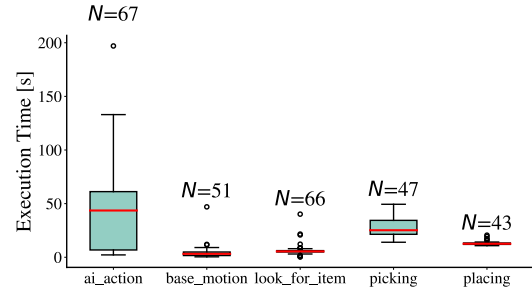 N=67
N=51
N=66
N=47
N=43
Execution Time [s]
200
150
100
50
0
ai_action base_motion look_for_item picking placing